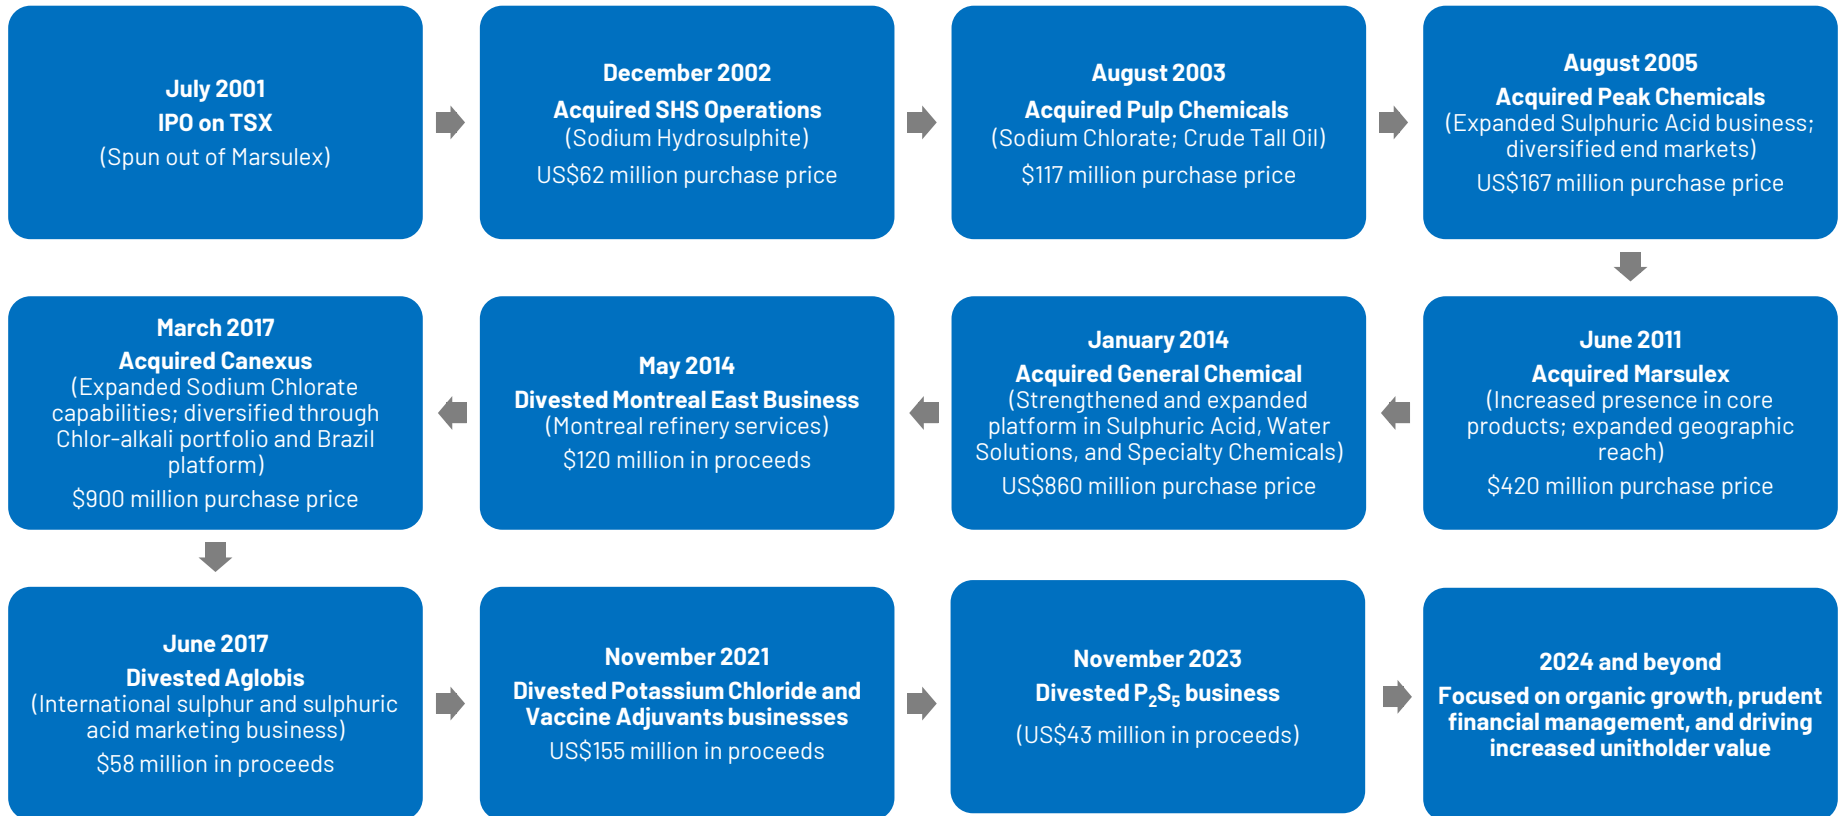 July 2001
IPO on TSX
(Spun out of Marsulex)
December 2002
Acquired SHS Operations
(Sodium Hydrosulphite)
US$62 million purchase price
August 2003
Acquired Pulp Chemicals
(Sodium Chlorate; Crude Tall Oil)
$117 million purchase price
August 2005
Acquired Peak Chemicals
(Expanded Sulphuric Acid business;
diversified end markets)
US$167 million purchase price
June 2011
Acquired Marsulex
(Increased presence in core
products; expanded geographic
reach)
$420 million purchase price
January 2014
Acquired General Chemical
(Strengthened and expanded
platform in Sulphuric Acid, Water
Solutions, and Specialty Chemicals)
US$860 million purchase price
May 2014
Divested Montreal East Business
(Montreal refinery services)
$120 million in proceeds
March 2017
Acquired Canexus
(Expanded Sodium Chlorate
capabilities; diversified through
Chlor-alkali portfolio and Brazil
platform)
$900 million purchase price
June 2017
Divested Aglobis
(International sulphur and sulphuric
acid marketing business)
$58 million in proceeds
November 2021
Divested Potassium Chloride and
Vaccine Adjuvants businesses
US$155 million in proceeds
November 2023
Divested P₂S₅ business
(US$43 million in proceeds)
2024 and beyond
Focused on organic growth, prudent
financial management, and driving
increased unitholder value